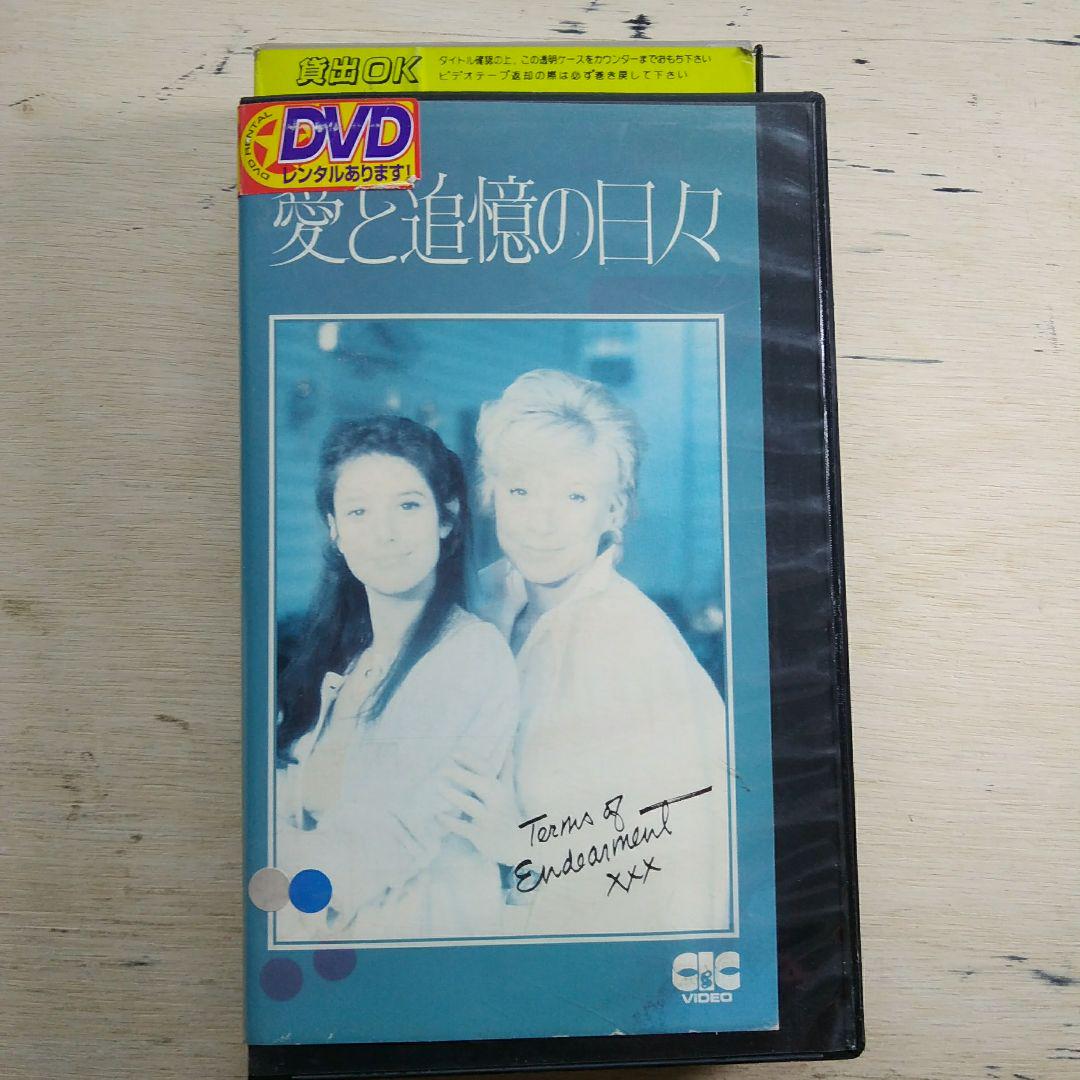 貸出OK
タイトル確認の上、この透明ケースをカウンターまでおもち下さい
ビデオテープ返却の際は必ず巻き戻して下さい
DVD RENTAL
DVD
レンタルあります!
愛と追憶の日々
Terms of
Endearment
xxx
CIC
VIDEO